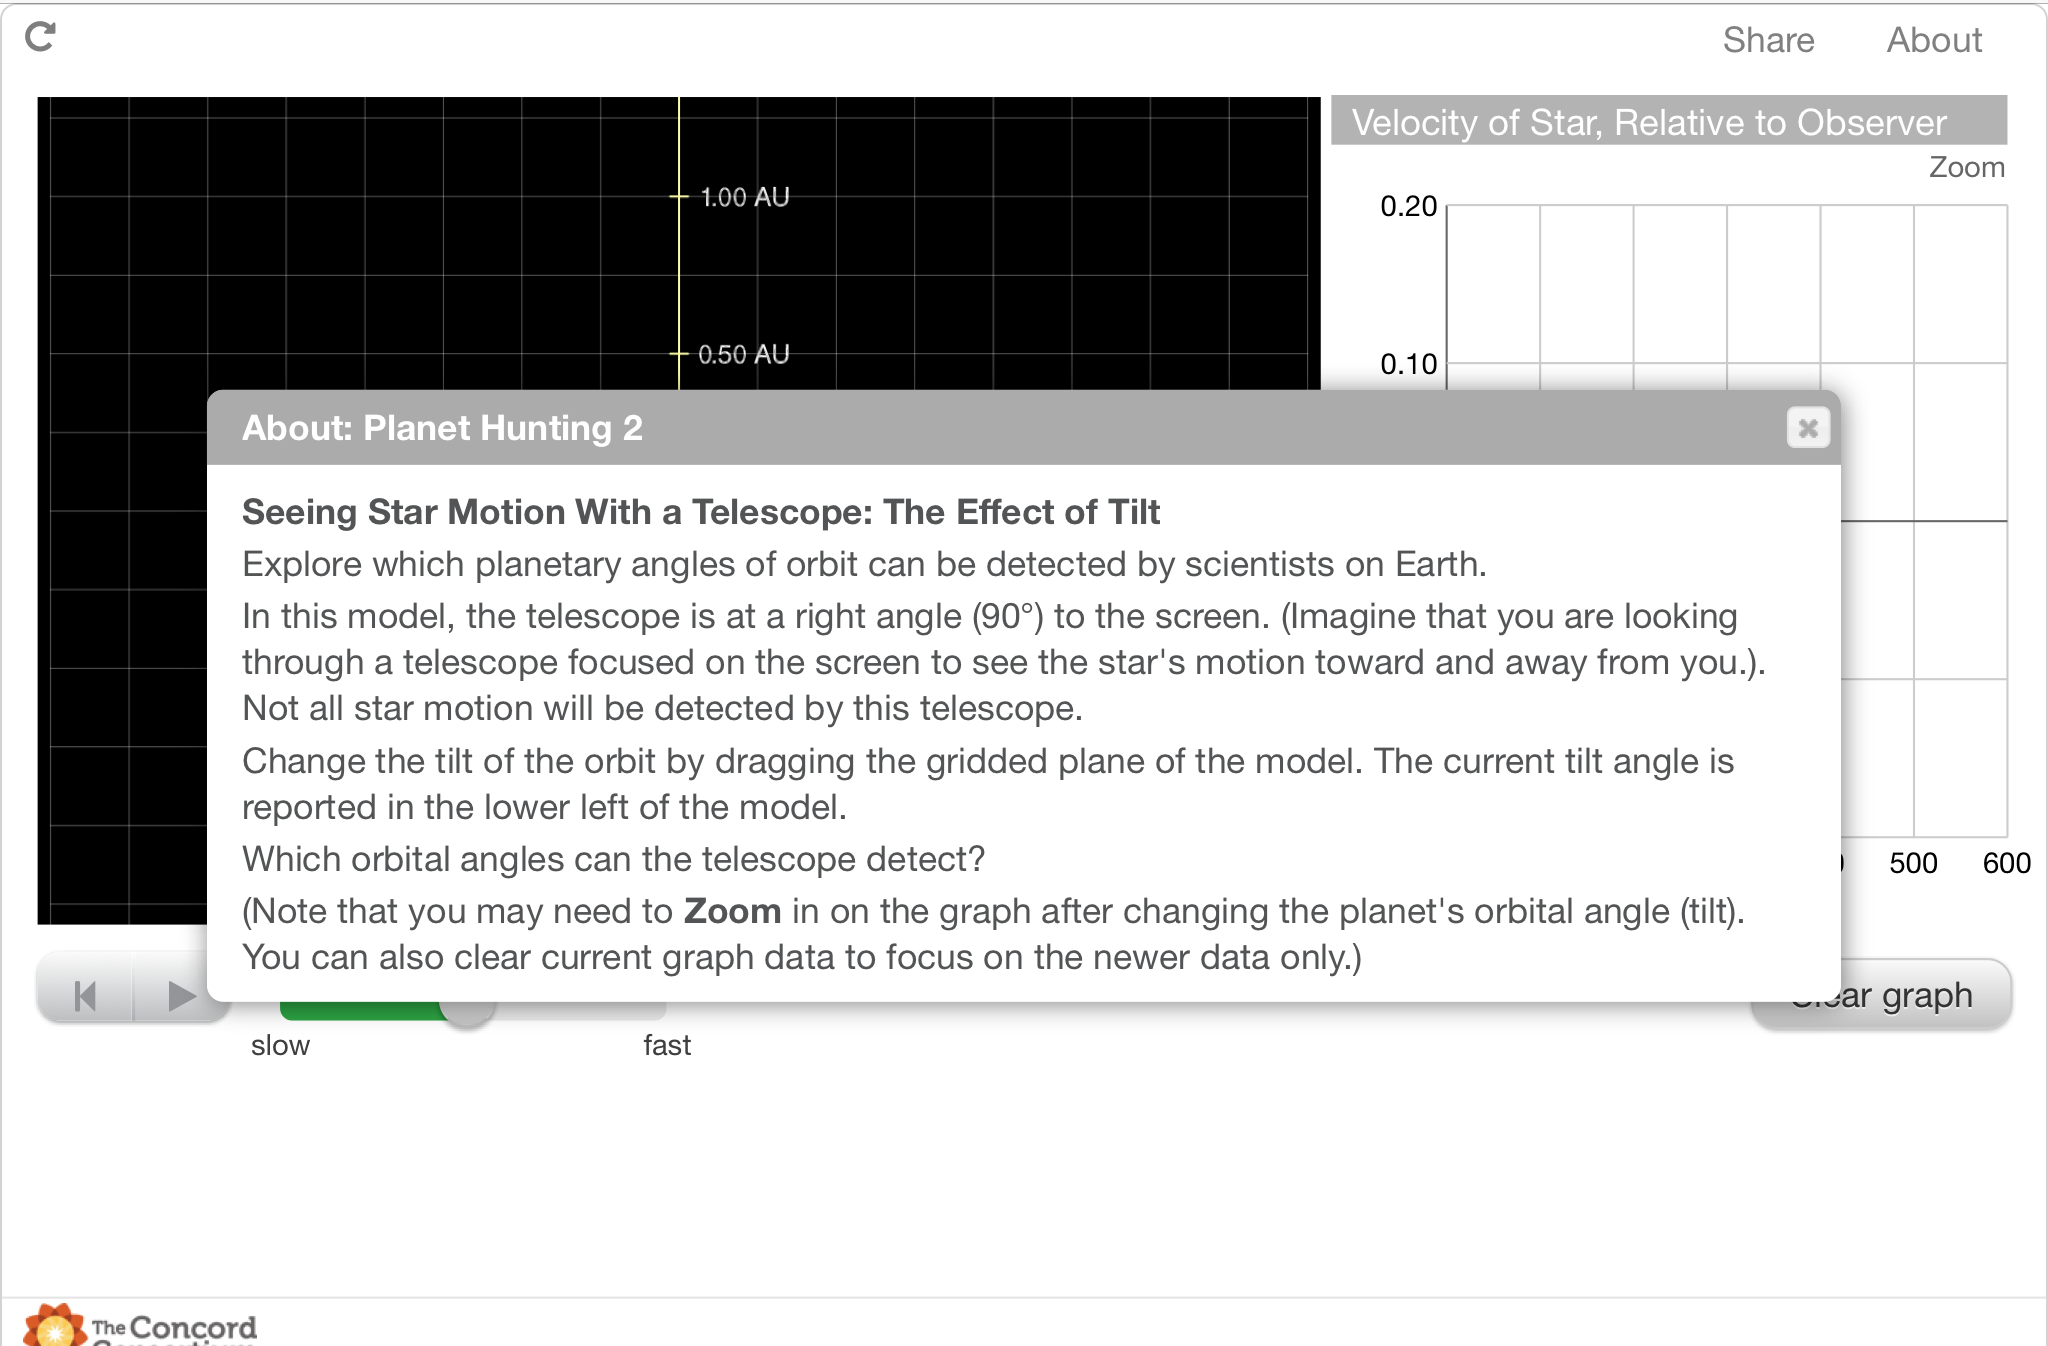 Share About
1.00 AU
0.50 AU
Velocity of Star, Relative to Observer
Zoom
0.20
0.10
About: Planet Hunting 2
Seeing Star Motion With a Telescope: The Effect of Tilt
Explore which planetary angles of orbit can be detected by scientists on Earth.
In this model, the telescope is at a right angle (90°) to the screen. (Imagine that you are looking
through a telescope focused on the screen to see the star's motion toward and away from you.).
Not all star motion will be detected by this telescope.
Change the tilt of the orbit by dragging the gridded plane of the model. The current tilt angle is
reported in the lower left of the model.
Which orbital angles can the telescope detect?
(Note that you may need to Zoom in on the graph after changing the planet's orbital angle (tilt).
You can also clear current graph data to focus on the newer data only.)
500 600
graph
slow fast
The Concord